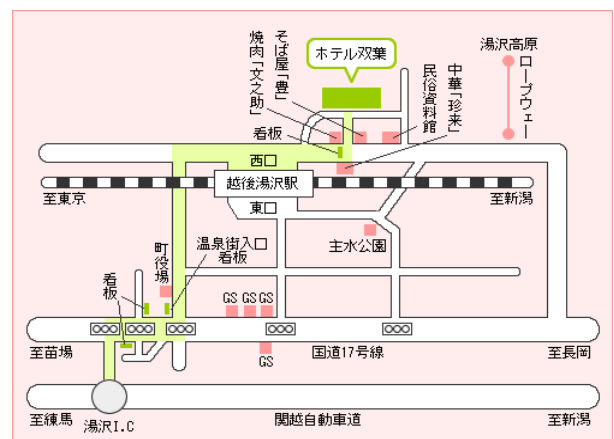 焼肉「文之助」
そば屋「豊」
ホテル双葉
民俗資料館
中華「珍来」
湯沢高原
ロープウェー
看板
西口
越後湯沢駅
至東京
至新潟
東口
主水公園
町役場
温泉街入口
看板
看板
GS GS GS
GS
至苗場
国道17号線
至長岡
至練馬
湯沢I.C
関越自動車道
至新潟